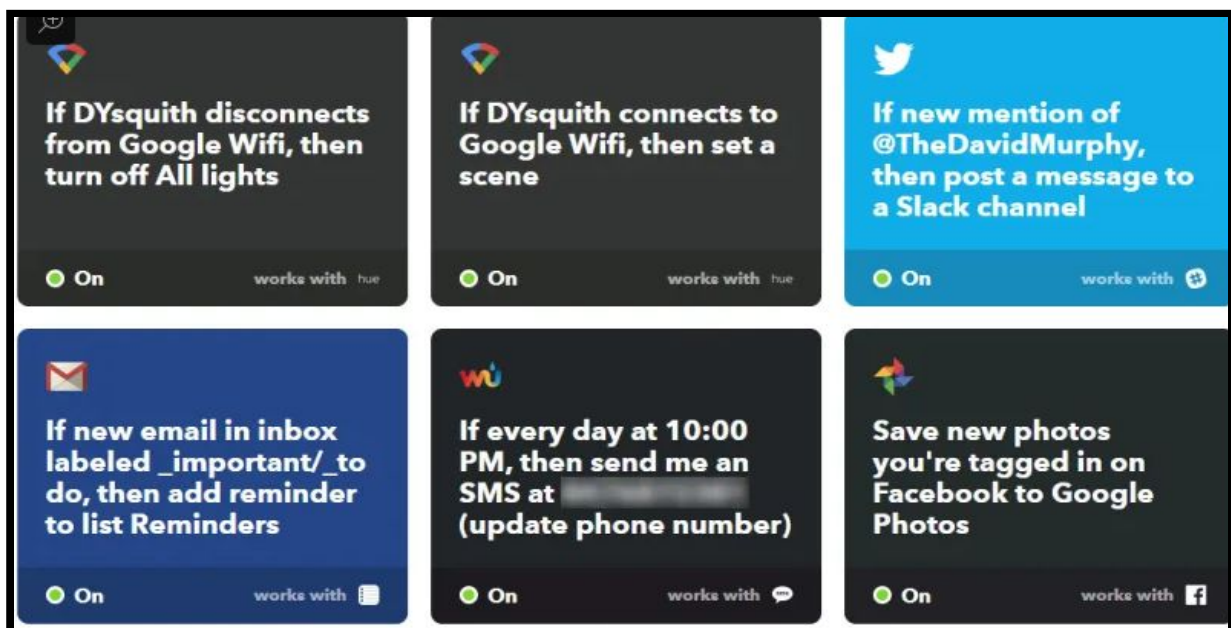 If DYsquith disconnects
from Google Wifi, then
turn off All lights
On
works with hue
If DYsquith connects to
Google Wifi, then set a
scene
On
works with hue
If new mention of
@TheDavidMurphy,
then post a message to
a Slack channel
On
works with
If new email in inbox
labeled _important/_to
do, then add reminder
to list Reminders
On
works with
wu
If every day at 10:00
PM, then send me an
SMS at
(update phone number)
On
works with
Save new photos
you're tagged in on
Facebook to Google
Photos
On
works with